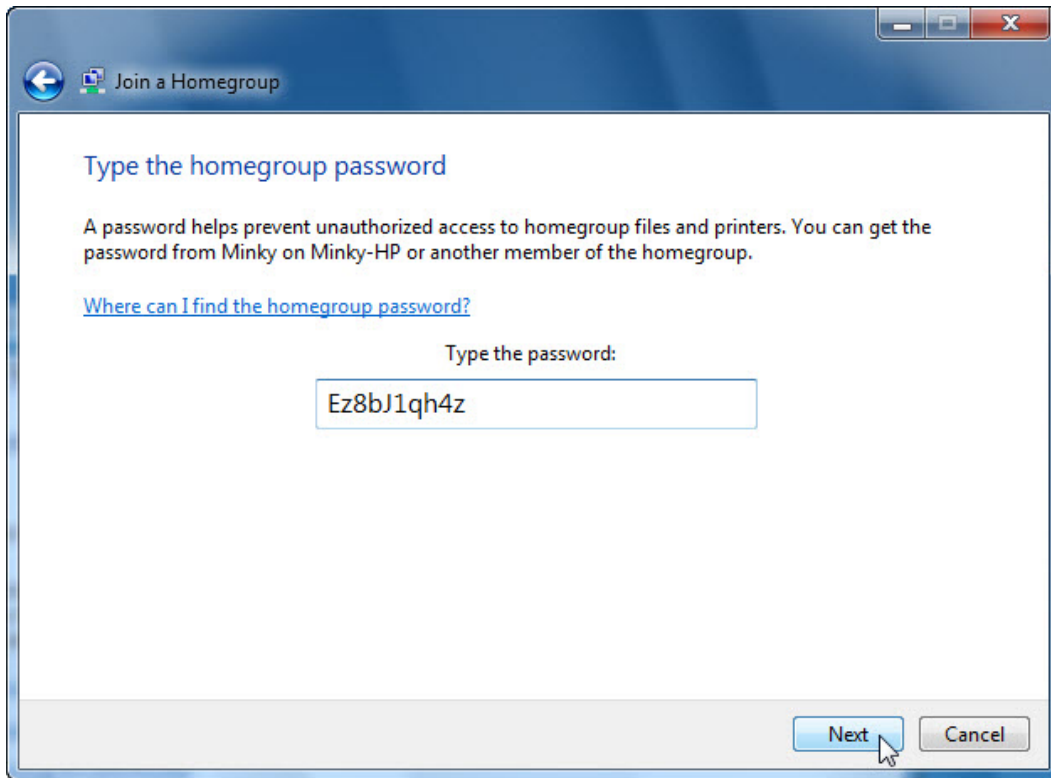 Join a Homegroup
Type the homegroup password
A password helps prevent unauthorized access to homegroup files and printers. You can get the
password from Minky on Minky-HP or another member of the homegroup.
Where can I find the homegroup password?
Type the password:
Ez8bJ1qh4z
Next
Cancel